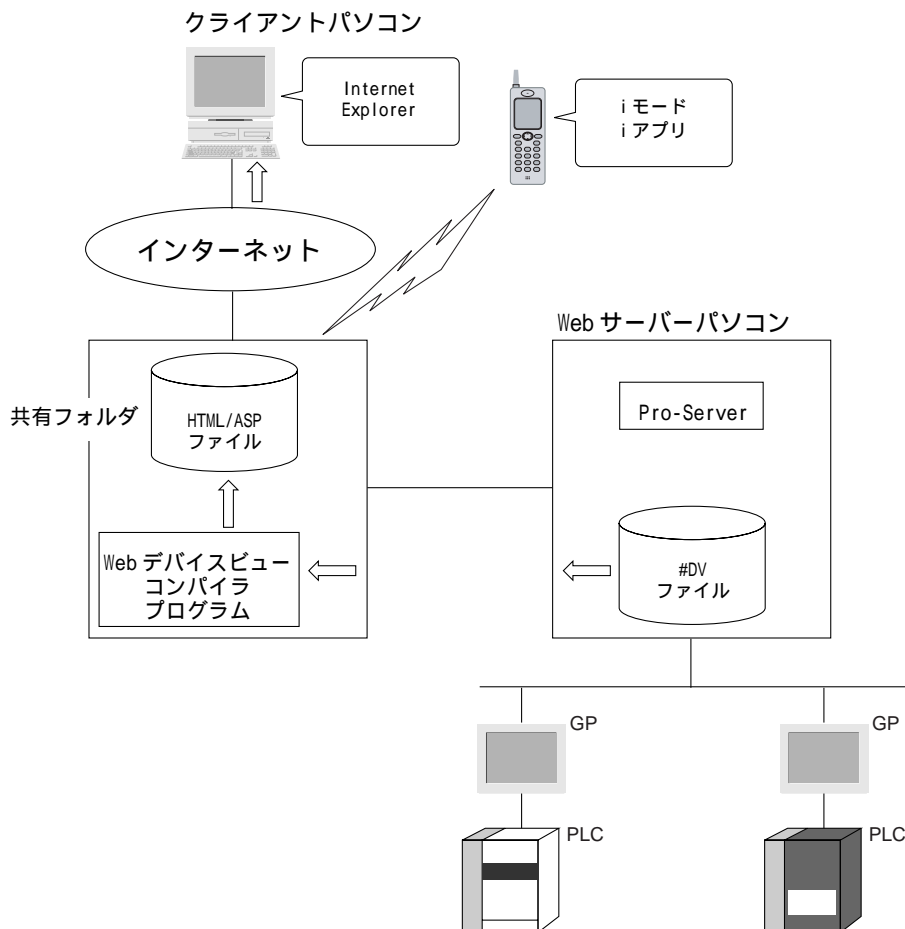 クライアントパソコン
Internet
Explorer
iモード
iアプリ
インターネット
Web サーバーパソコン
共有フォルダ
HTML/ASP
ファイル
Pro-Server
Web デバイスビュー
コンパイラ
プログラム
#DV
ファイル
GP
GP
PLC
PLC